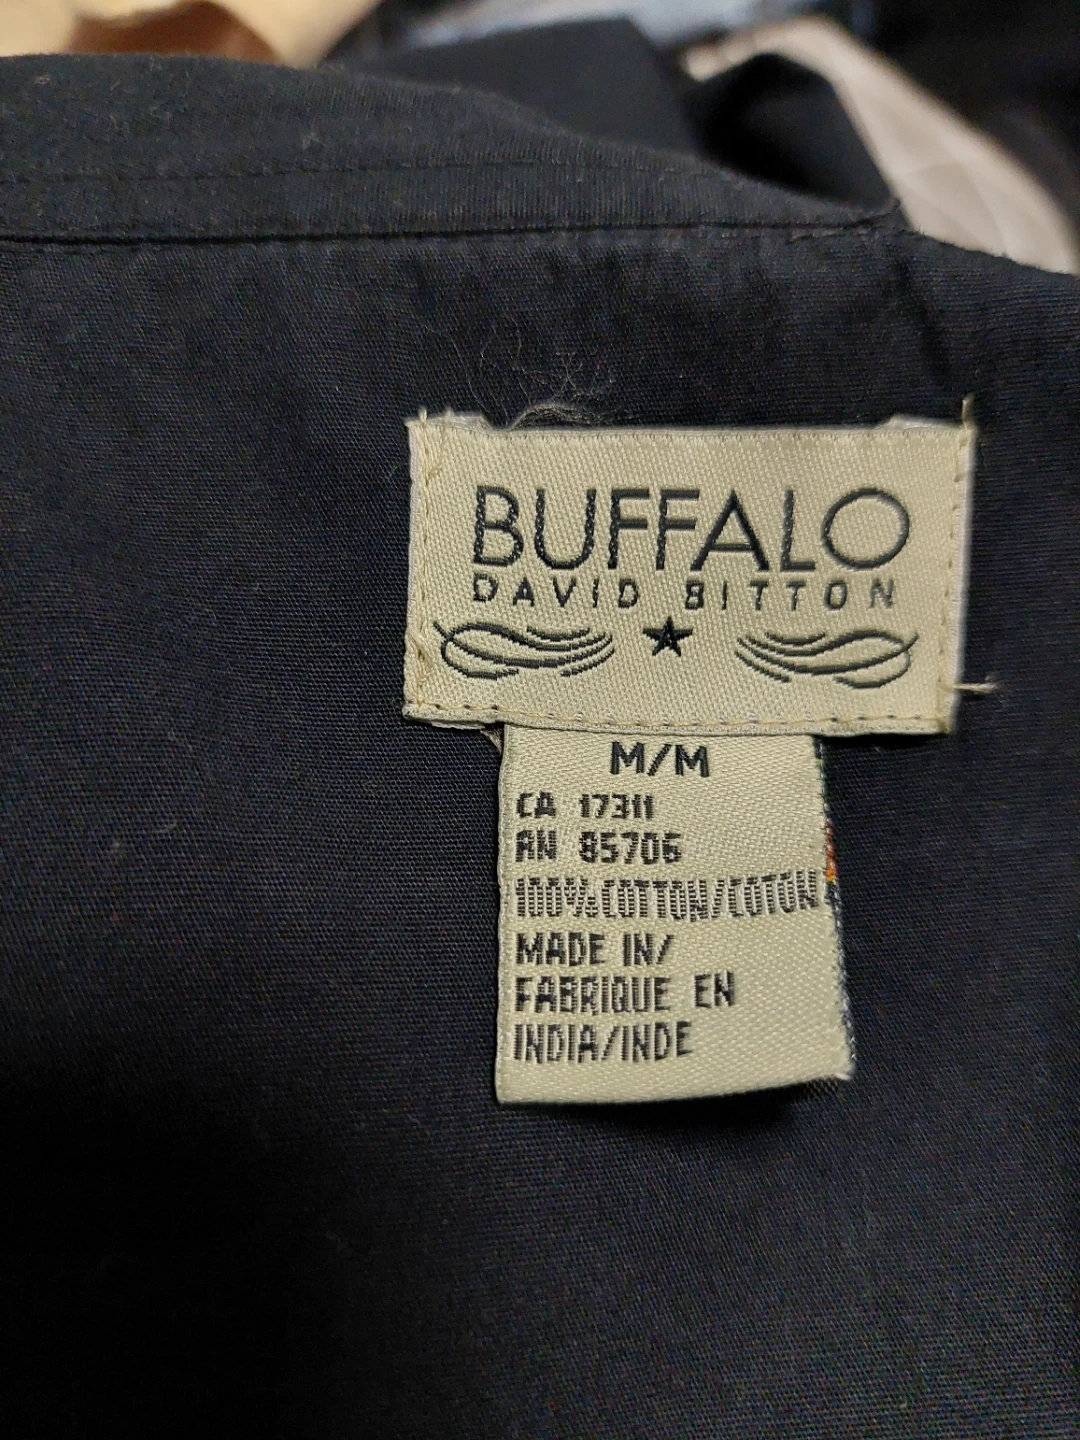 BUFFALO
DAVID BITTON
M/M
CA 17311
RN 85706
100%COTTON/COTON
MADE IN/
FABRIQUE EN
INDIA/INDE